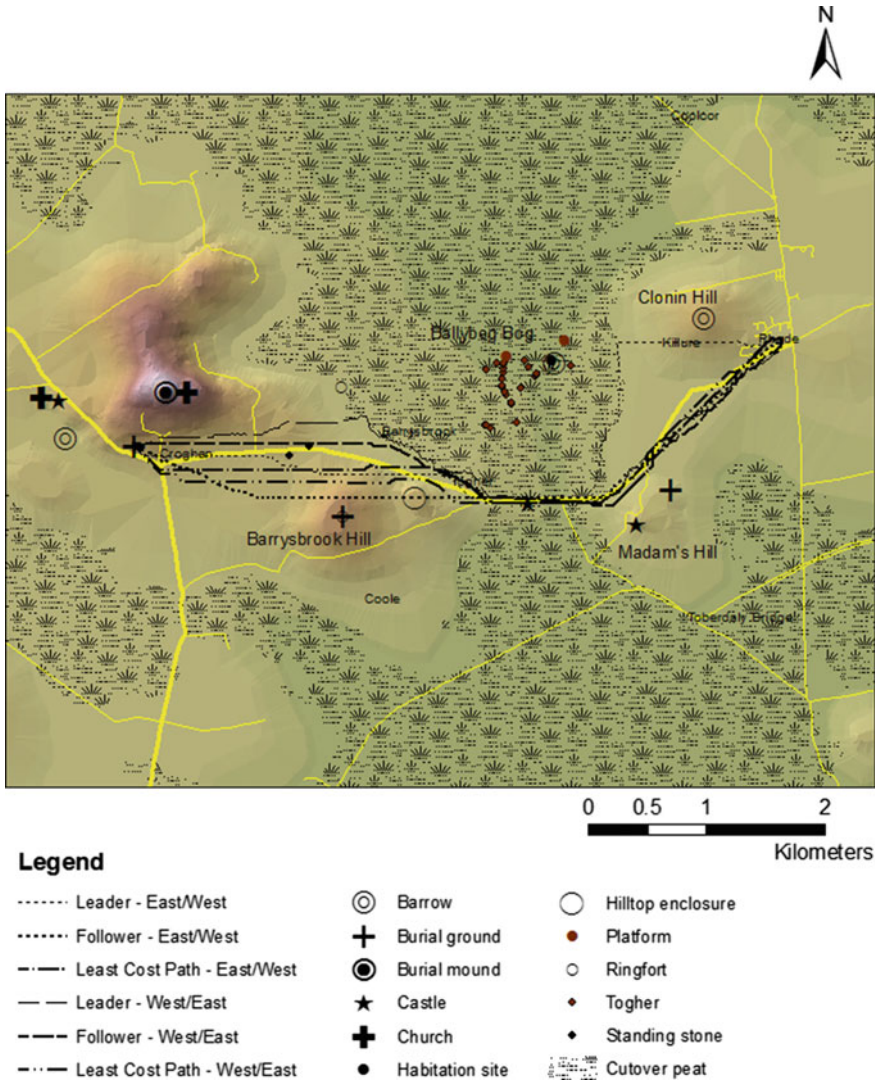 N
Coolcor
Clonin Hill
Ballybeg Bog
Killure
Rhode
Barrysbrook
Croghan
Barrysbrook Hill
Madam's Hill
Coole
Toberdaly Bridge
0 0.5 1 2
Kilometers
Legend
Leader - East/West
Follower - East/West
Least Cost Path - East/West
Leader - West/East
Follower - West/East
Least Cost Path - West/East
Barrow
Burial ground
Burial mound
Castle
Church
Habitation site
Hilltop enclosure
Platform
Ringfort
Togher
Standing stone
Cutover peat